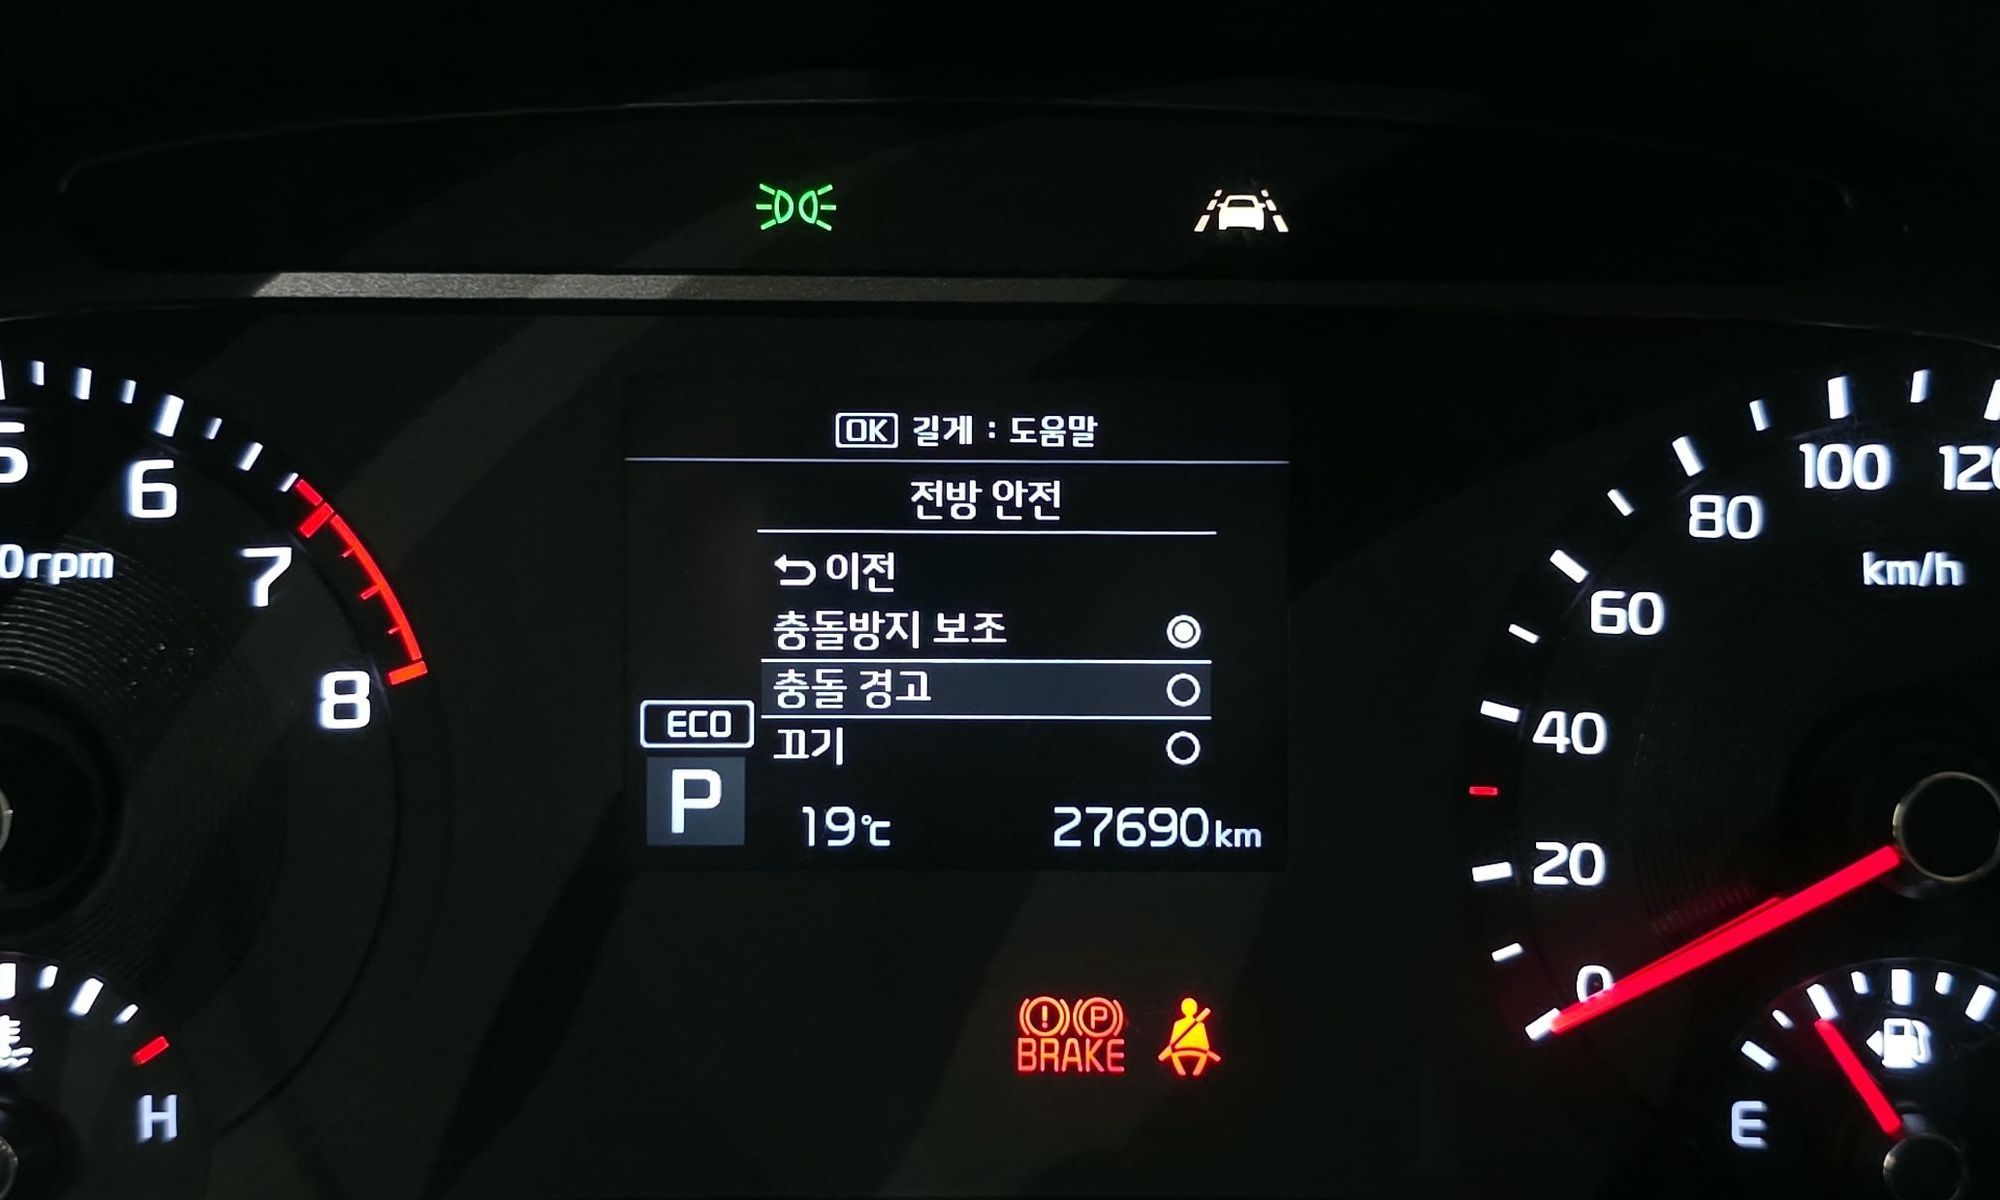 OK 길게 : 도움말
전방 안전
이전
충돌방지 보조
충돌 경고
끄기
ECO
P
19℃ 27690km
6
7
8
0rpm
H
120
100
80
60
40
20
0
km/h
BRAKE
P
E